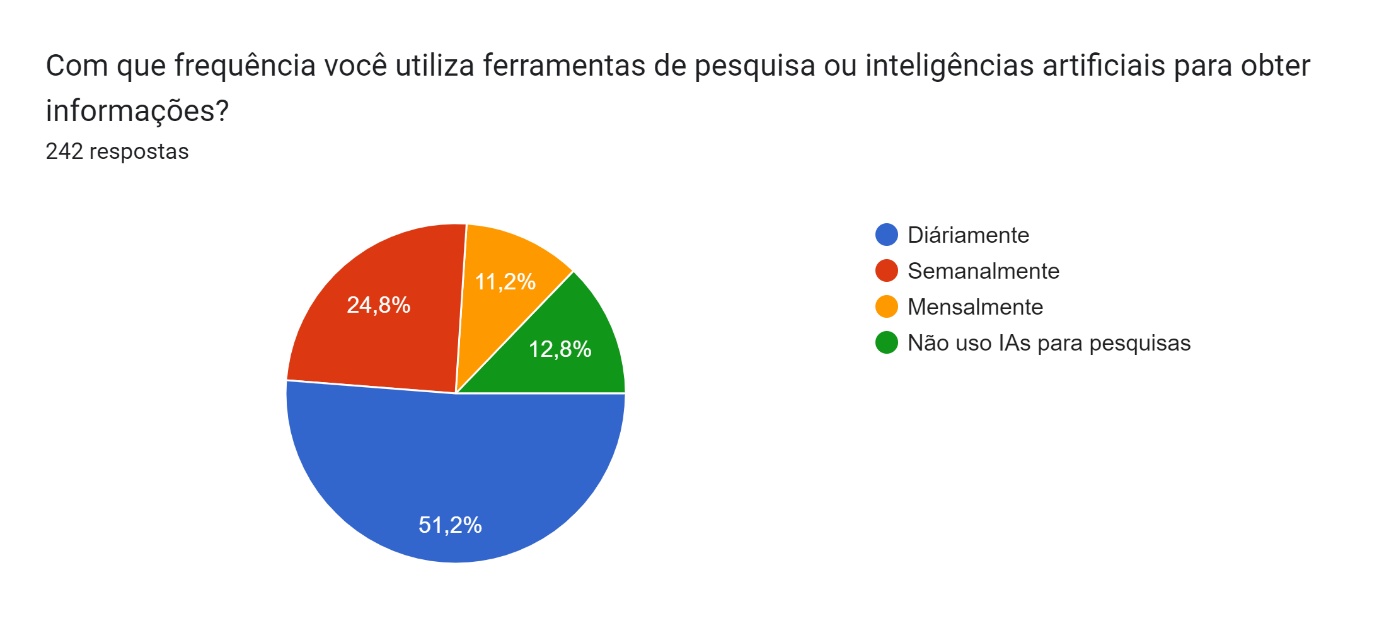 Com que frequência você utiliza ferramentas de pesquisa ou inteligências artificiais para obter
informações?
242 respostas
11,2%
24,8%
12,8%
51,2%
Diáriamente
Semanalmente
Mensalmente
Não uso IAs para pesquisas